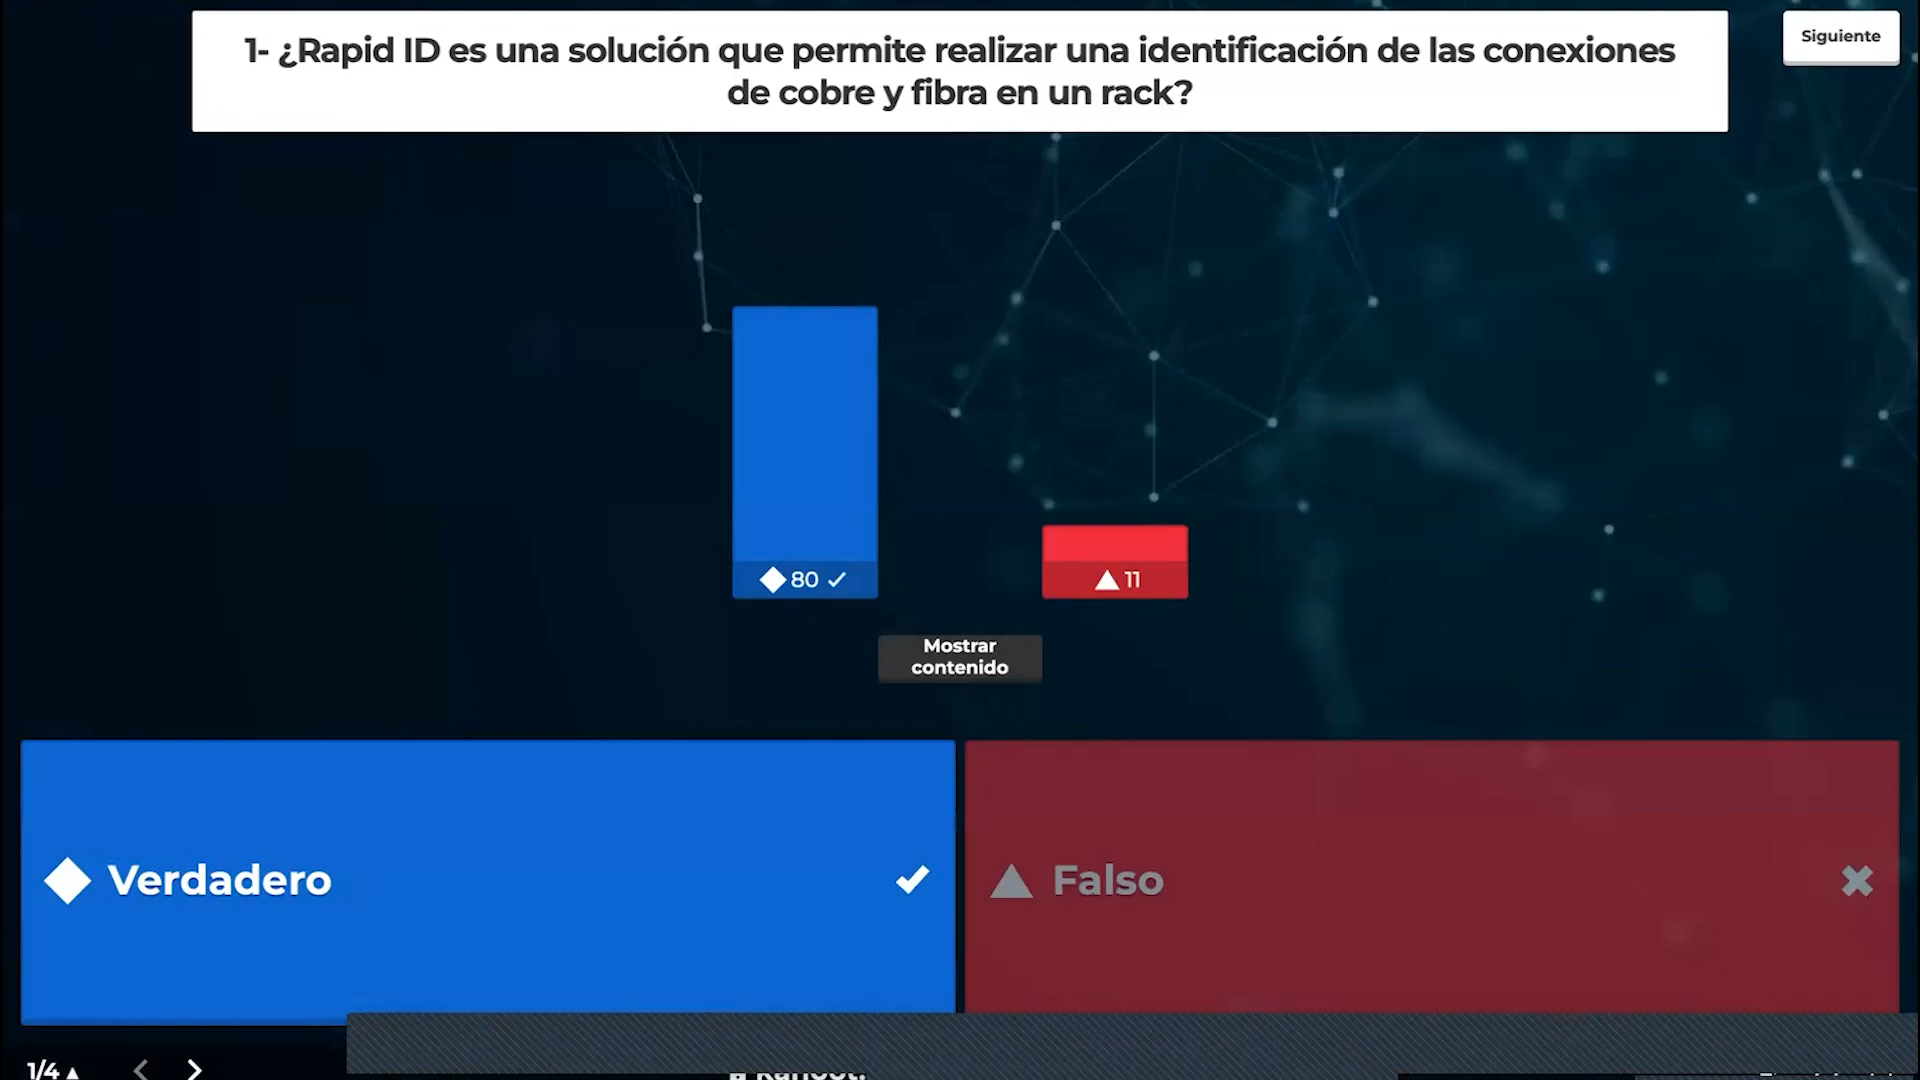 1- ¿Rapid ID es una solución que permite realizar una identificación de las conexiones
de cobre y fibra en un rack?
Siguiente
80
11
Mostrar
contenido
Verdadero
Falso
1/4